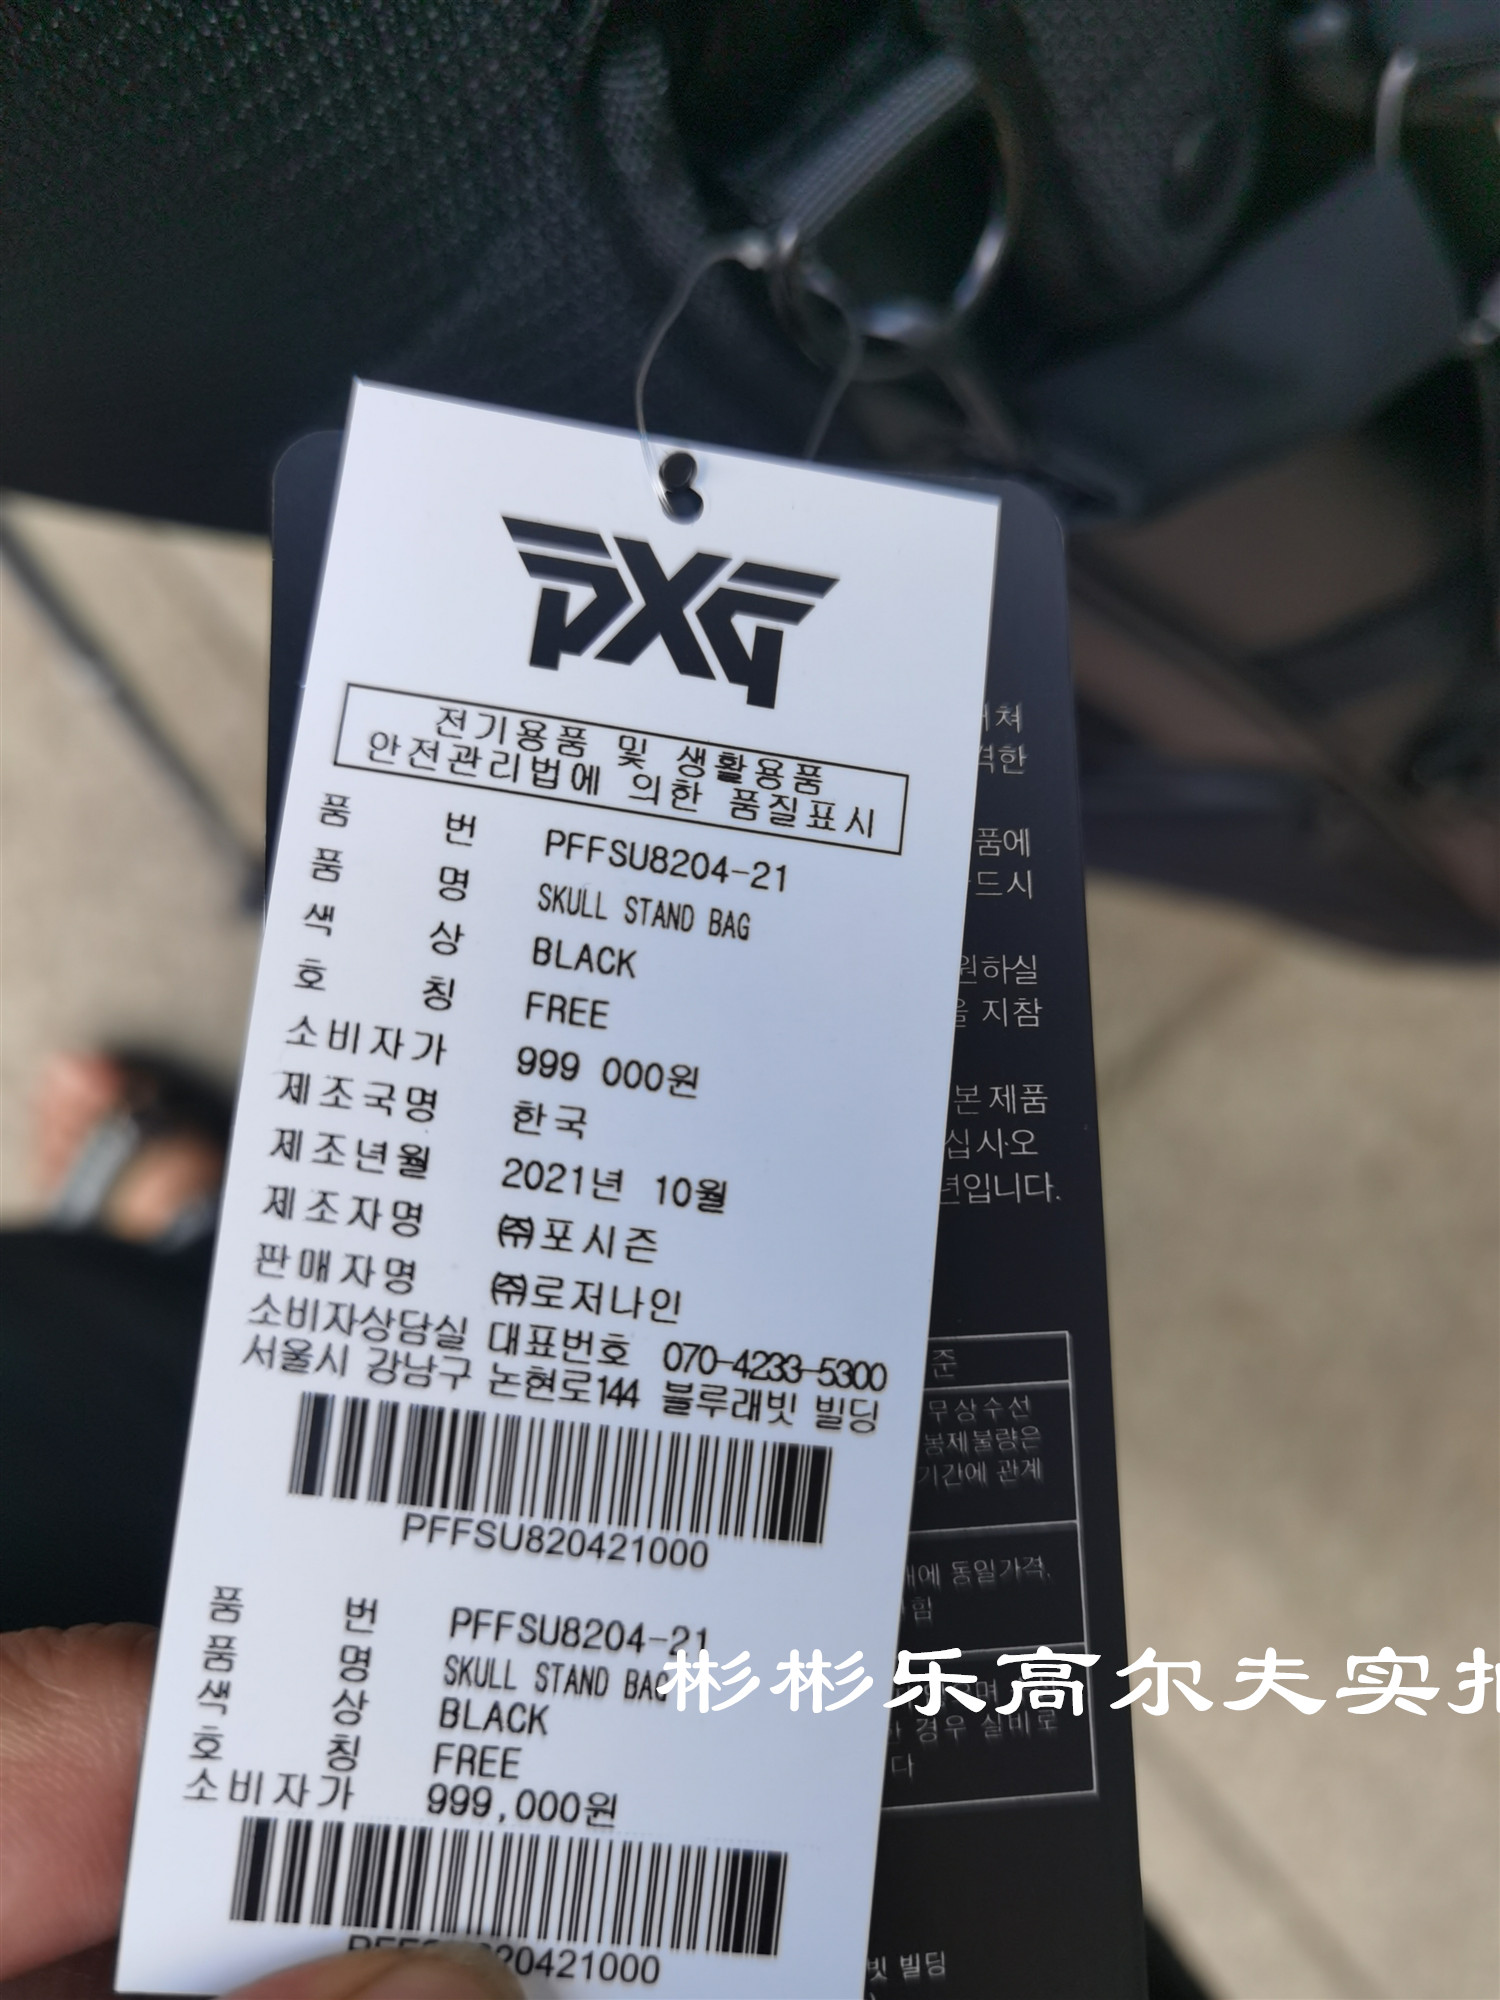 PXG
전기용품 및 생활용품
안전관리법에 의한 품질표시
품 번 PFFSU8204-21
품 명 SKULL STAND BAG
색 상 BLACK
호 칭 FREE
소비자가 999 000원
제조국명 한국
제조년월 2021년 10월
제조자명 ㈜포시즌
판매자명 ㈜로저나인
소비자상담실 대표번호 070-4233-5300
서울시 강남구 논현로144 블루래빗 빌딩
PFFSU820421000
품 번 PFFSU8204-21
품 명 SKULL STAND BAG
색 상 BLACK
호 칭 FREE
소비자가 999,000원
20421000
품에
드시
원하실
을 지참
본 제품
십시오
년입니다.
준
무상수선
봉제불량은
기간에 관계
동일가격.
경우 실비로
다
빗 빌딩
彬彬乐高尔夫实拍